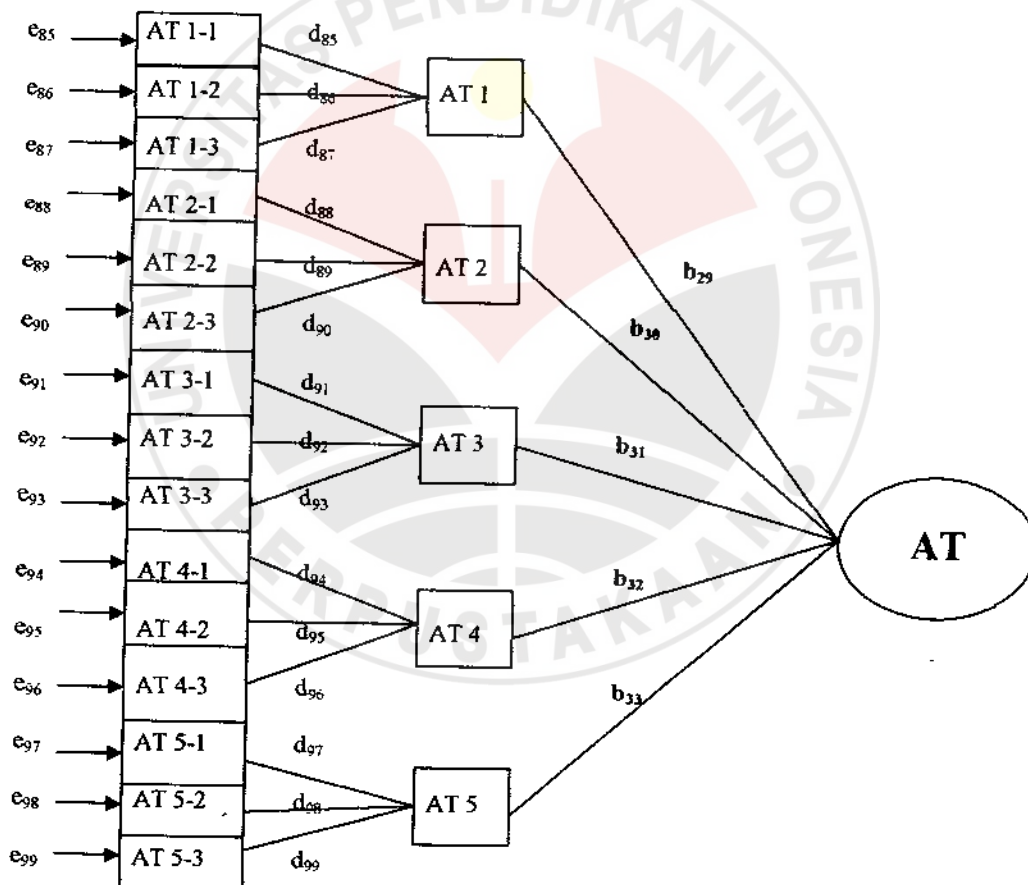 e85 AT 1-1 d85
e86 AT 1-2 d86 AT 1
e87 AT 1-3 d87
e88 AT 2-1 d88
e89 AT 2-2 d89 AT 2 b29
e90 AT 2-3 d90 b30
e91 AT 3-1 d91
e92 AT 3-2 d92 AT 3 b31
e93 AT 3-3 d93
AT
e94 AT 4-1 d94 b32
e95 AT 4-2 d95 AT 4
e96 AT 4-3 d96 b33
e97 AT 5-1 d97
e98 AT 5-2 d98 AT 5
e99 AT 5-3 d99
UNIVERSITAS PENDIDIKAN INDONESIA
PERPUSTAKAAN